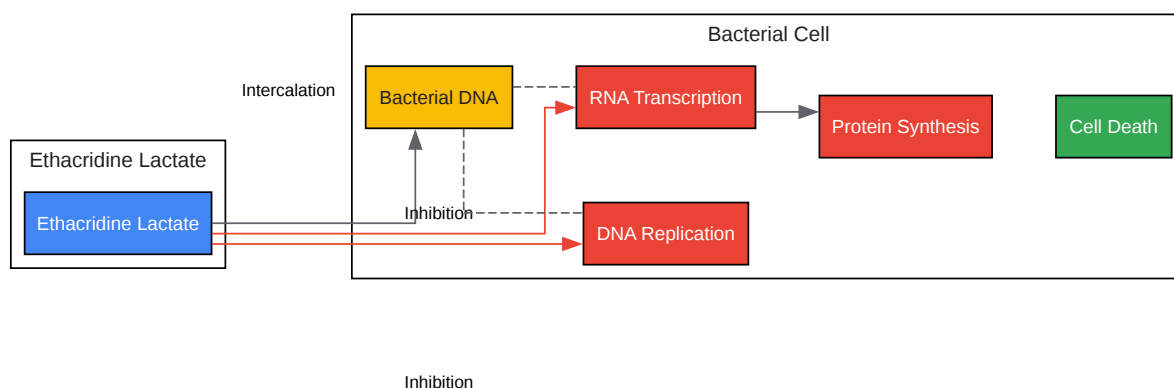 Bacterial Cell
Intercalation
Bacterial DNA
RNA Transcription
Protein Synthesis
Cell Death
Ethacridine Lactate
Ethacridine Lactate
Inhibition
DNA Replication
Inhibition